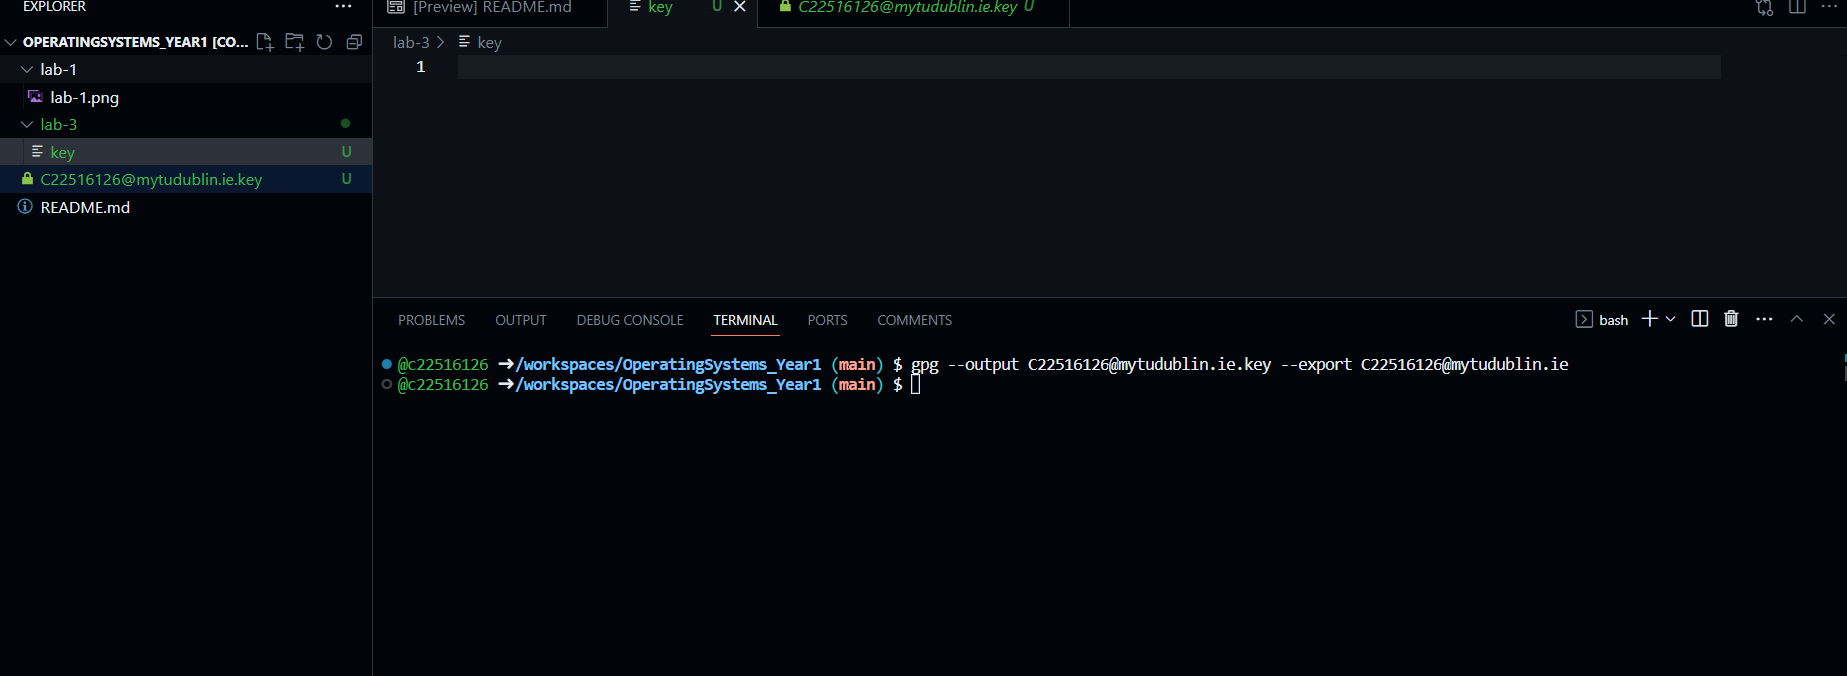 EXPLORER ...
OPERATINGSYSTEMS_YEAR1 [CO...
lab-1
lab-1.png
lab-3
key U
C22516126@mytudublin.ie.key U
README.md
[Preview] README.md key U C22516126@mytudublin.ie.key U
lab-3 > key
1
PROBLEMS OUTPUT DEBUG CONSOLE TERMINAL PORTS COMMENTS bash
@c22516126 ➜/workspaces/OperatingSystems_Year1 (main) $ gpg --output C22516126@mytudublin.ie.key --export C22516126@mytudublin.ie
@c22516126 ➜/workspaces/OperatingSystems_Year1 (main) $